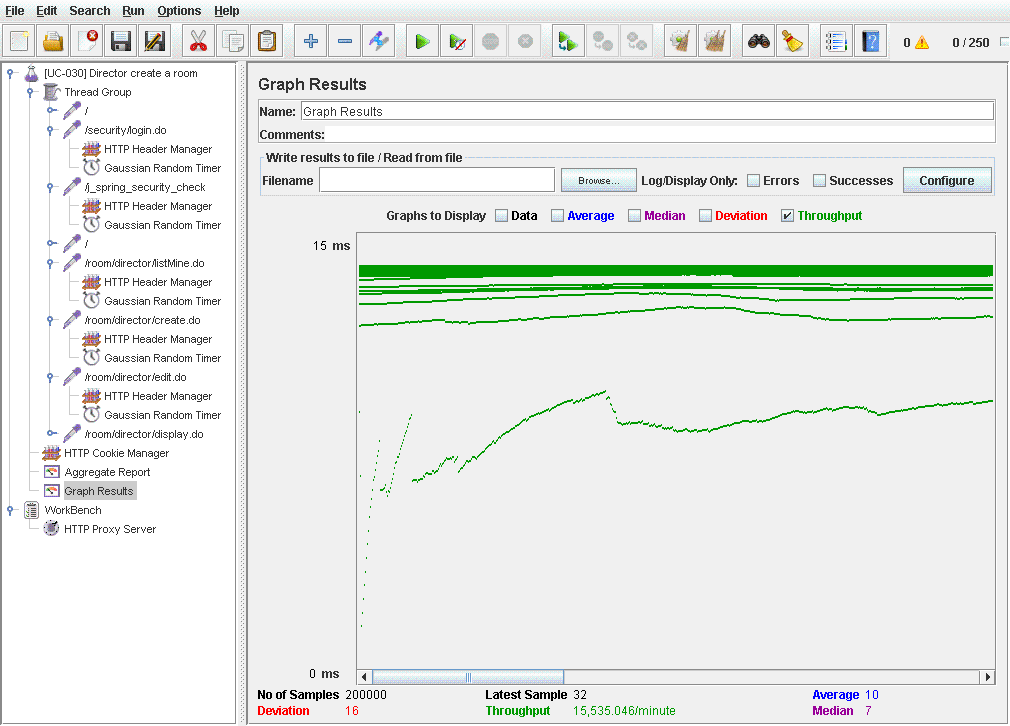 File Edit Search Run Options Help
0 0 / 250
[UC-030] Director create a room
Thread Group
/
/security/login.do
HTTP Header Manager
Gaussian Random Timer
/j_spring_security_check
HTTP Header Manager
Gaussian Random Timer
/
/room/director/listMine.do
HTTP Header Manager
Gaussian Random Timer
/room/director/create.do
HTTP Header Manager
Gaussian Random Timer
/room/director/edit.do
HTTP Header Manager
Gaussian Random Timer
/room/director/display.do
HTTP Cookie Manager
Aggregate Report
Graph Results
WorkBench
HTTP Proxy Server
Graph Results
Name: Graph Results
Comments:
Write results to file / Read from file
Filename Browse... Log/Display Only: Errors Successes Configure
Graphs to Display Data Average Median Deviation Throughput
15 ms
0 ms
No of Samples 200000 Latest Sample 32 Average 10
Deviation 16 Throughput 15,535.046/minute Median 7